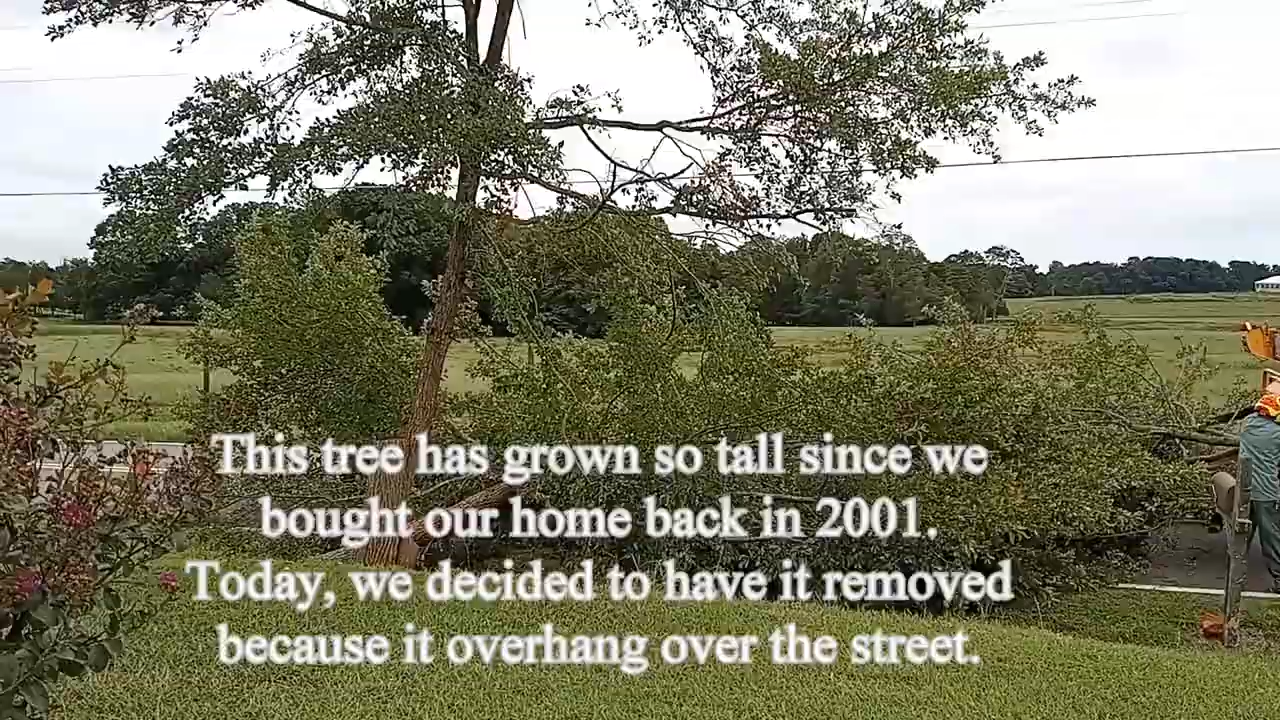 This tree has grown so tall since we
bought our home back in 2001.
Today, we decided to have it removed
because it overhang over the street.